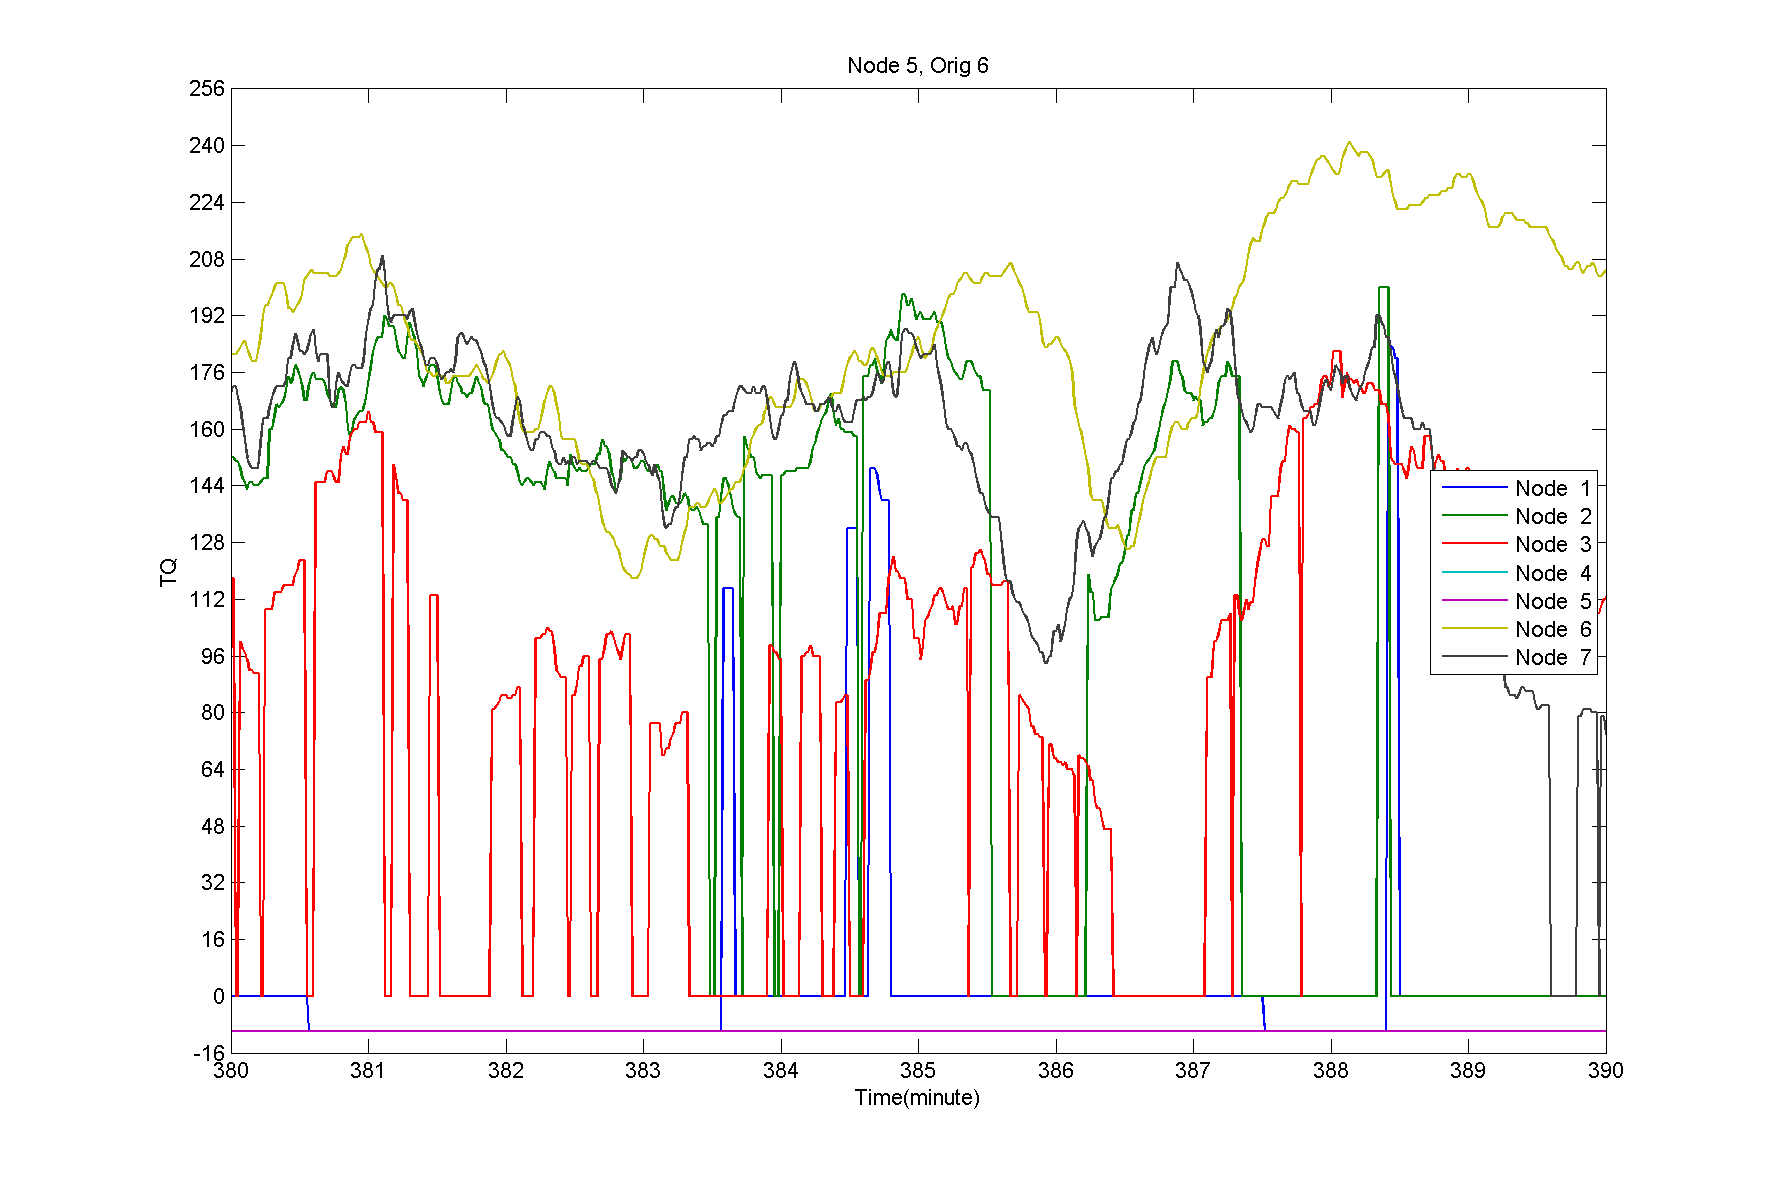 Node 5, Orig 6
256
240
224
208
192
176
160
144
128
112
96
80
64
48
32
16
0
-16
TQ
Node 1
Node 2
Node 3
Node 4
Node 5
Node 6
Node 7
380 381 382 383 384 385 386 387 388 389 390
Time(minute)